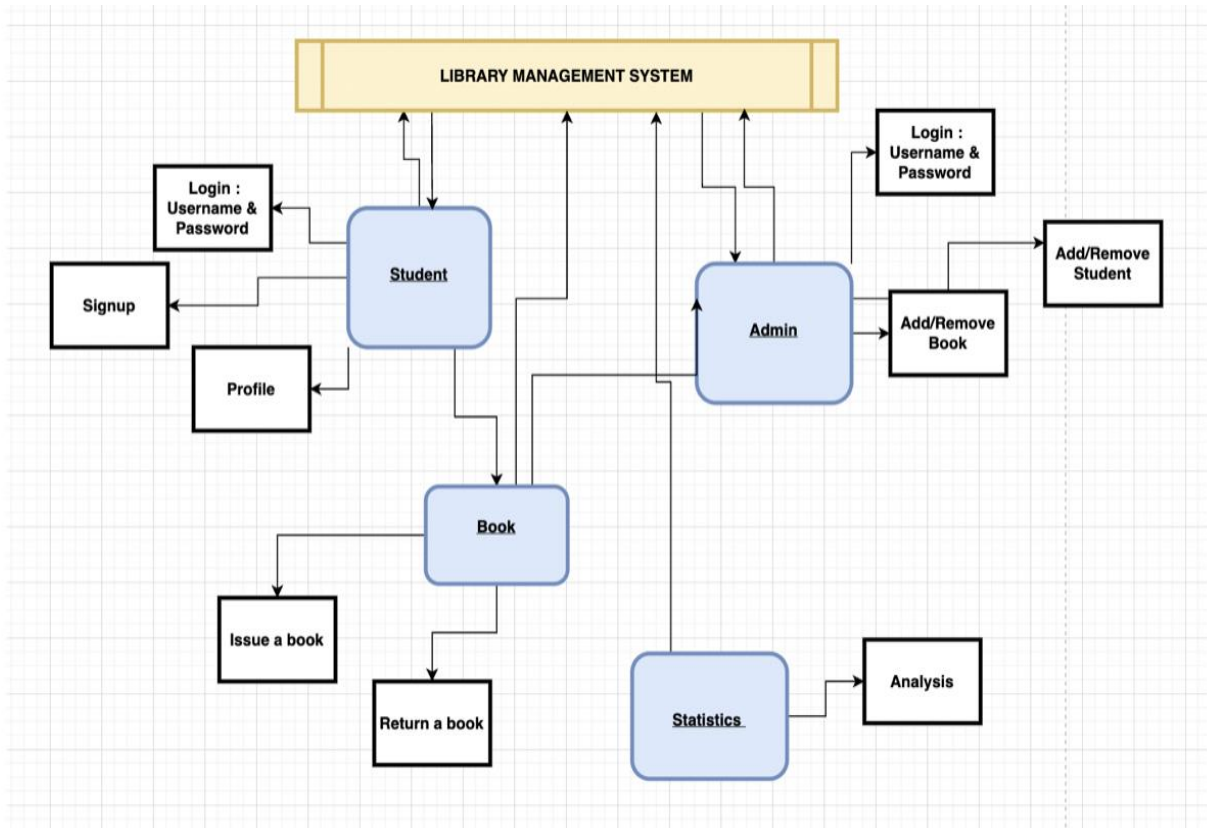 LIBRARY MANAGEMENT SYSTEM
Login :
Username &
Password
Login :
Username &
Password
Student
Signup
Add/Remove
Student
Admin
Add/Remove
Book
Profile
Book
Issue a book
Return a book
Statistics
Analysis